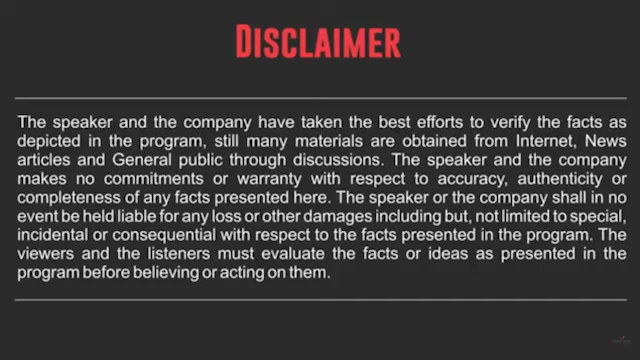 DISCLAIMER
The speaker and the company have taken the best efforts to verify the facts as
depicted in the program, still many materials are obtained from Internet, News
articles and General public through discussions. The speaker and the company
makes no commitments or warranty with respect to accuracy, authenticity or
completeness of any facts presented here. The speaker or the company shall in no
event be held liable for any loss or other damages including but, not limited to special,
incidental or consequential with respect to the facts presented in the program. The
viewers and the listeners must evaluate the facts or ideas as presented in the
program before believing or acting on them.